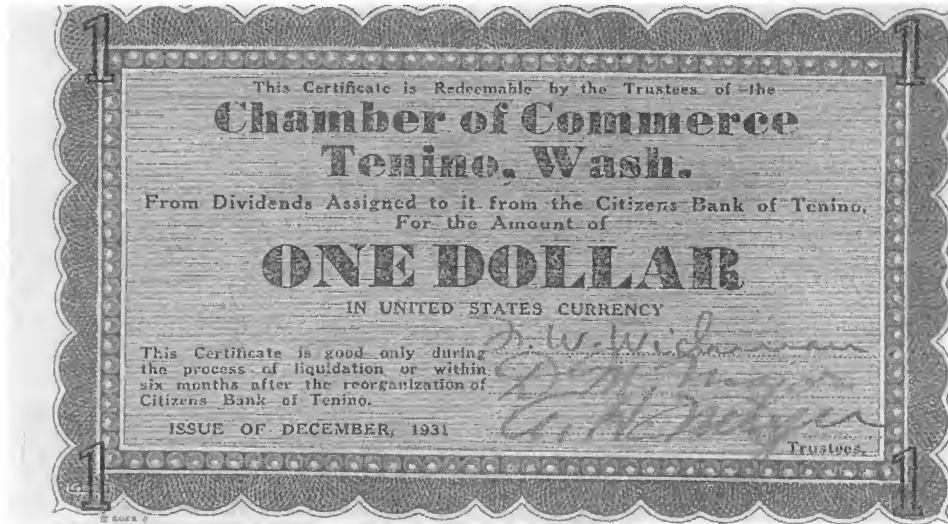 1 1
This Certificate is Redeemable by the Trustees of the
Chamber of Commerce
Tenino, Wash.
From Dividends Assigned to it from the Citizens Bank of Tenino,
For the Amount of
ONE DOLLAR
IN UNITED STATES CURRENCY
This Certificate is good only during
the process of liquidation or within
six months after the reorganization of
Citizens Bank of Tenino.
ISSUE OF DECEMBER, 1931
D. M. Major
Trustees.
1 1